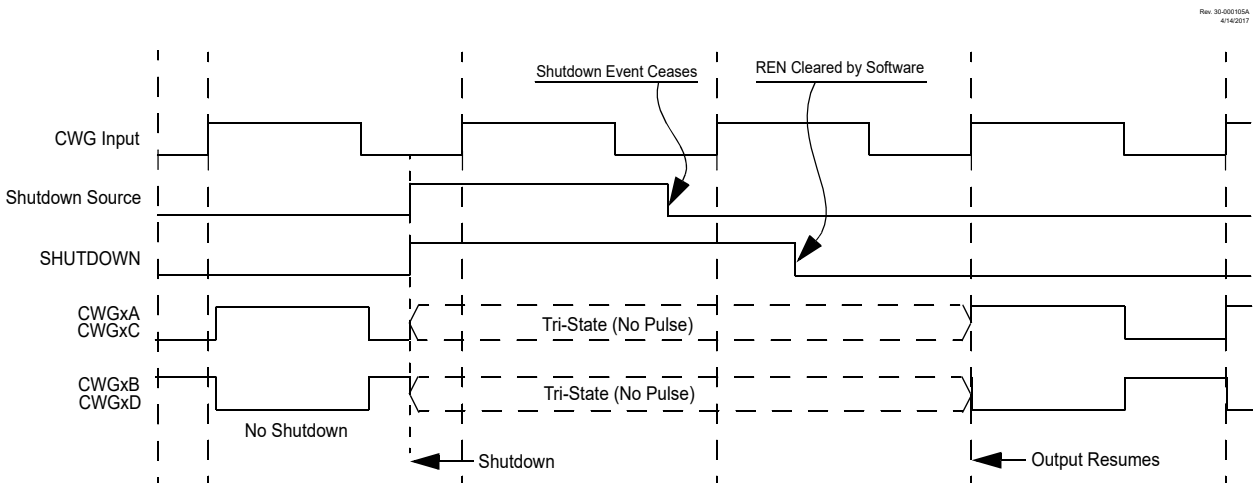 Rev. 30-000105A
4/14/2017
Shutdown Event Ceases
REN Cleared by Software
CWG Input
Shutdown Source
SHUTDOWN
CWGxA
CWGxC
Tri-State (No Pulse)
CWGxB
CWGxD
Tri-State (No Pulse)
No Shutdown
Shutdown
Output Resumes